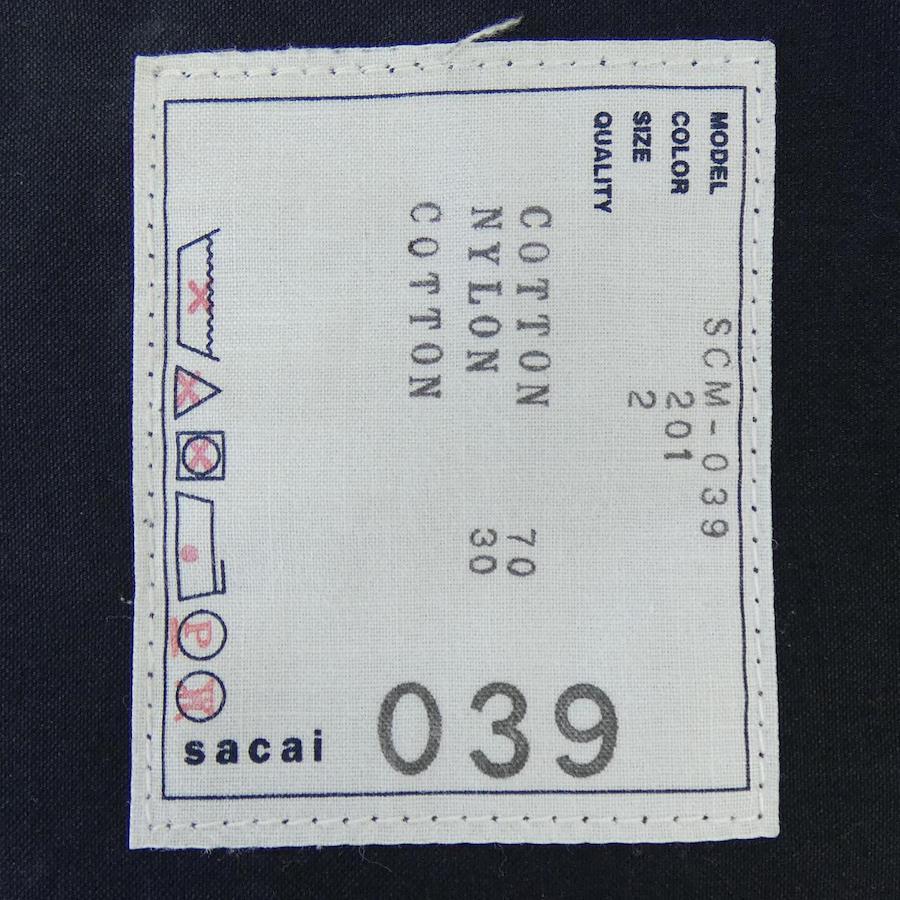 MODEL SCM-039
COLOR 201
SIZE 2
QUALITY
COTTON 70
NYLON 30
COTTON
P
W
sacai 039